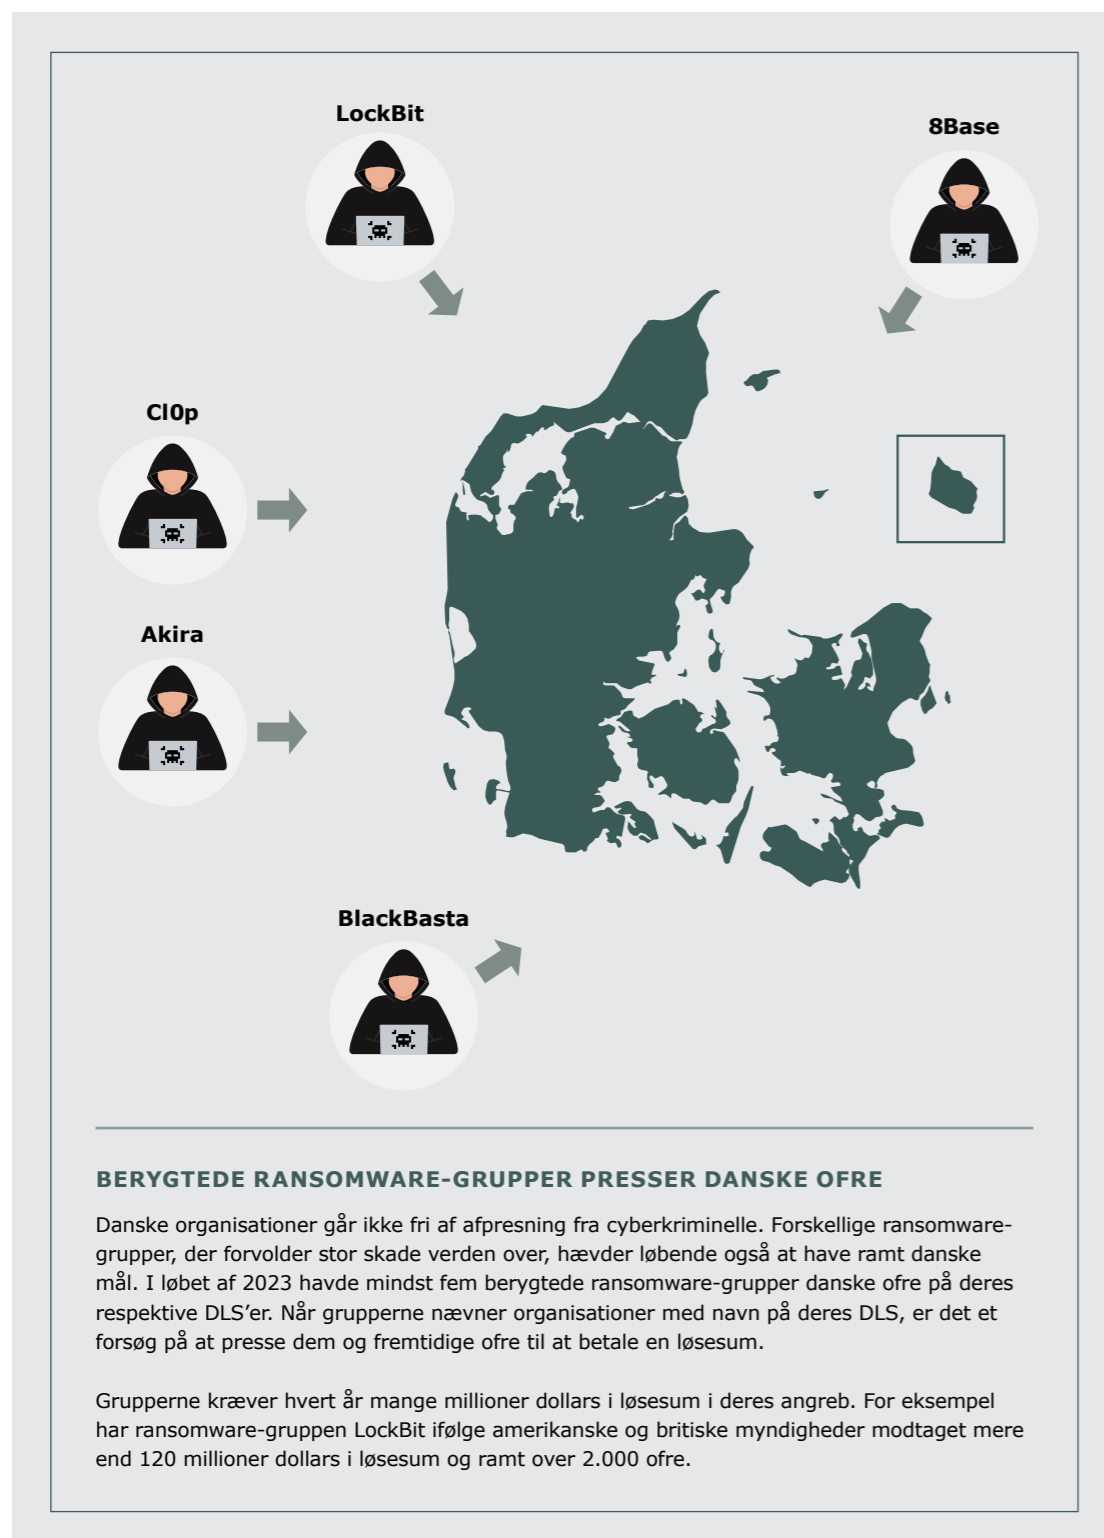 LockBit
8Base
Cl0p
Akira
BlackBasta
BERYGTEDE RANSOMWARE-GRUPPER PRESSER DANSKE OFRE
Danske organisationer går ikke fri af afpresning fra cyberkriminelle. Forskellige ransomware-
grupper, der forvolder stor skade verden over, hævder løbende også at have ramt danske
mål. I løbet af 2023 havde mindst fem berygtede ransomware-grupper danske ofre på deres
respektive DLS’er. Når grupperne nævner organisationer med navn på deres DLS, er det et
forsøg på at presse dem og fremtidige ofre til at betale en løsesum.
Grupperne kræver hvert år mange millioner dollars i løsesum i deres angreb. For eksempel
har ransomware-gruppen LockBit ifølge amerikanske og britiske myndigheder modtaget mere
end 120 millioner dollars i løsesum og ramt over 2.000 ofre.